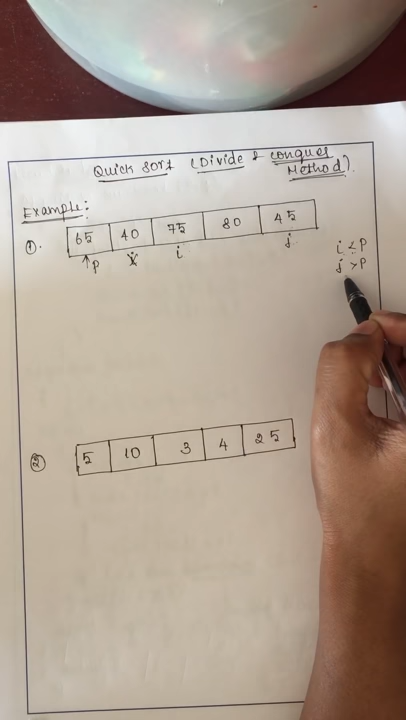 Quick sort (Divide & conquer
Method).
Example:
①. 65 40 75 80 45
↑P i i j
i ≤ P
j > P
② 5 10 3 4 25